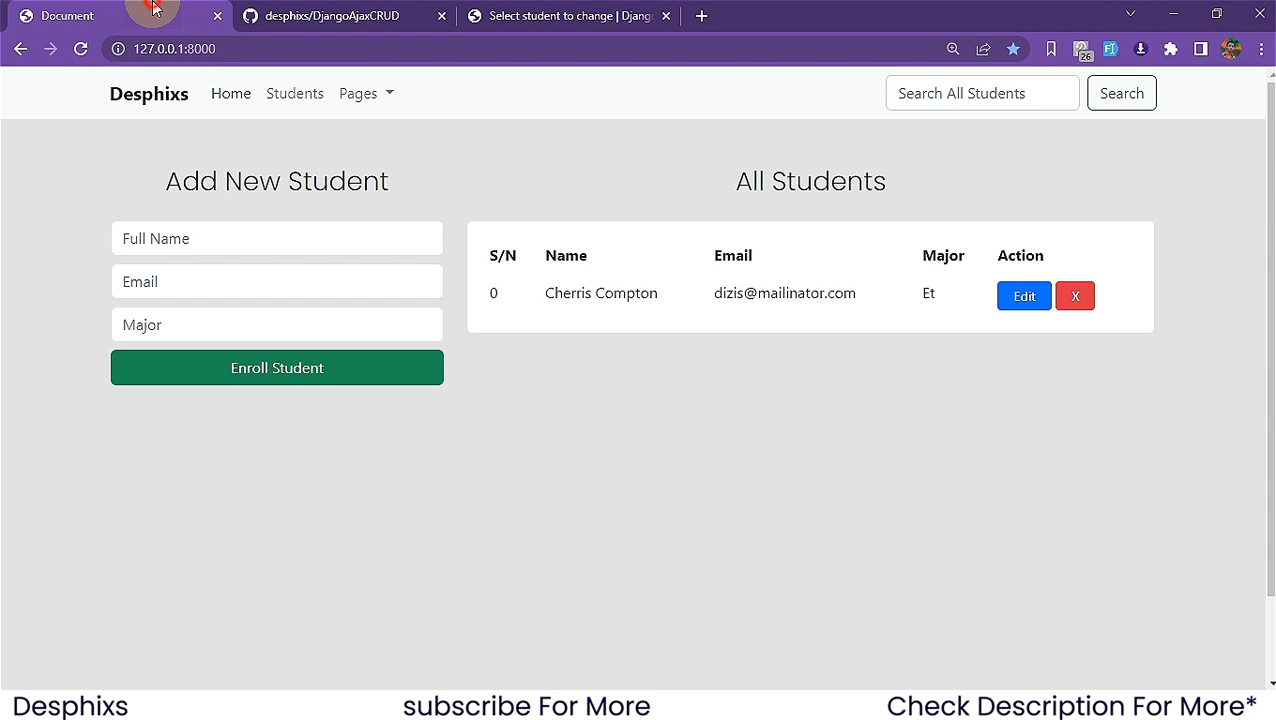 Document
desphixs/DjangoAjaxCRUD
Select student to change | Djang
127.0.0.1:8000
26
Desphixs Home Students Pages Search All Students Search
Add New Student
All Students
Full Name
Email
Major
Enroll Student
S/N Name Email Major Action
0 Cherris Compton dizis@mailinator.com Et Edit X
Desphixs subscribe For More Check Description For More*